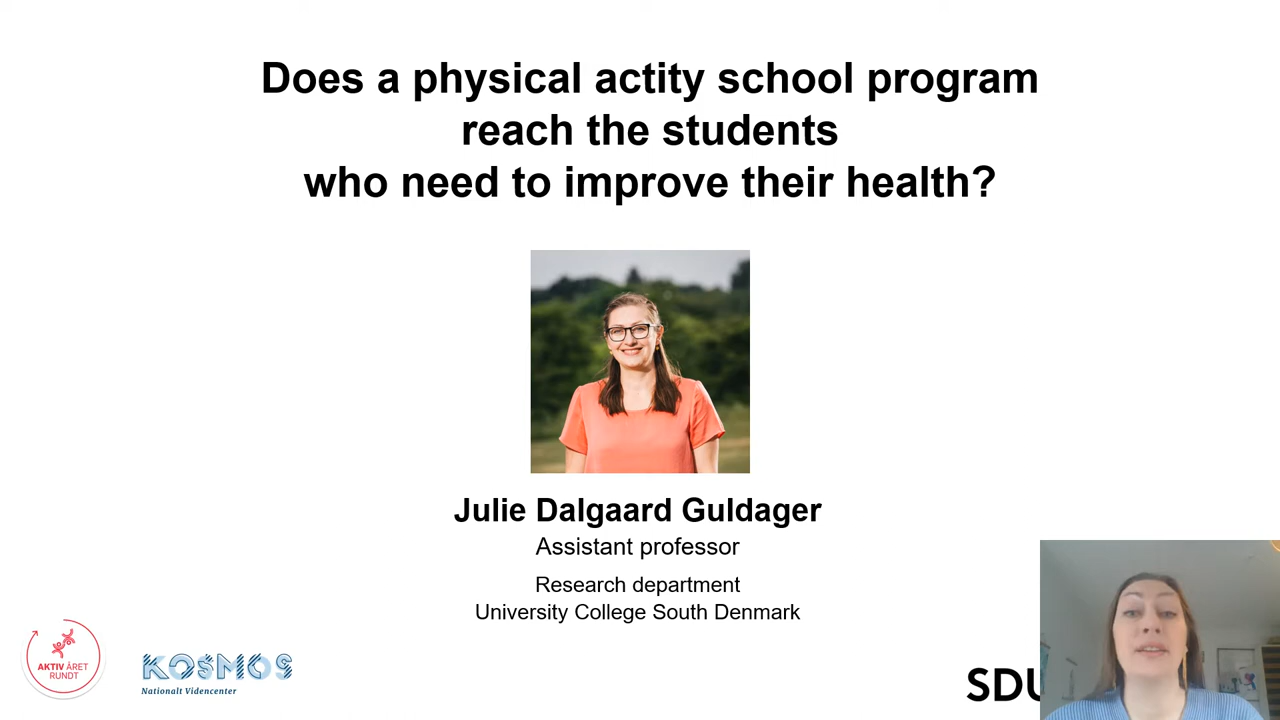 Does a physical actity school program
reach the students
who need to improve their health?
Julie Dalgaard Guldager
Assistant professor
Research department
University College South Denmark
AKTIV ÅRET
RUNDT
KOSMOS
Nationalt Videncenter
SDU